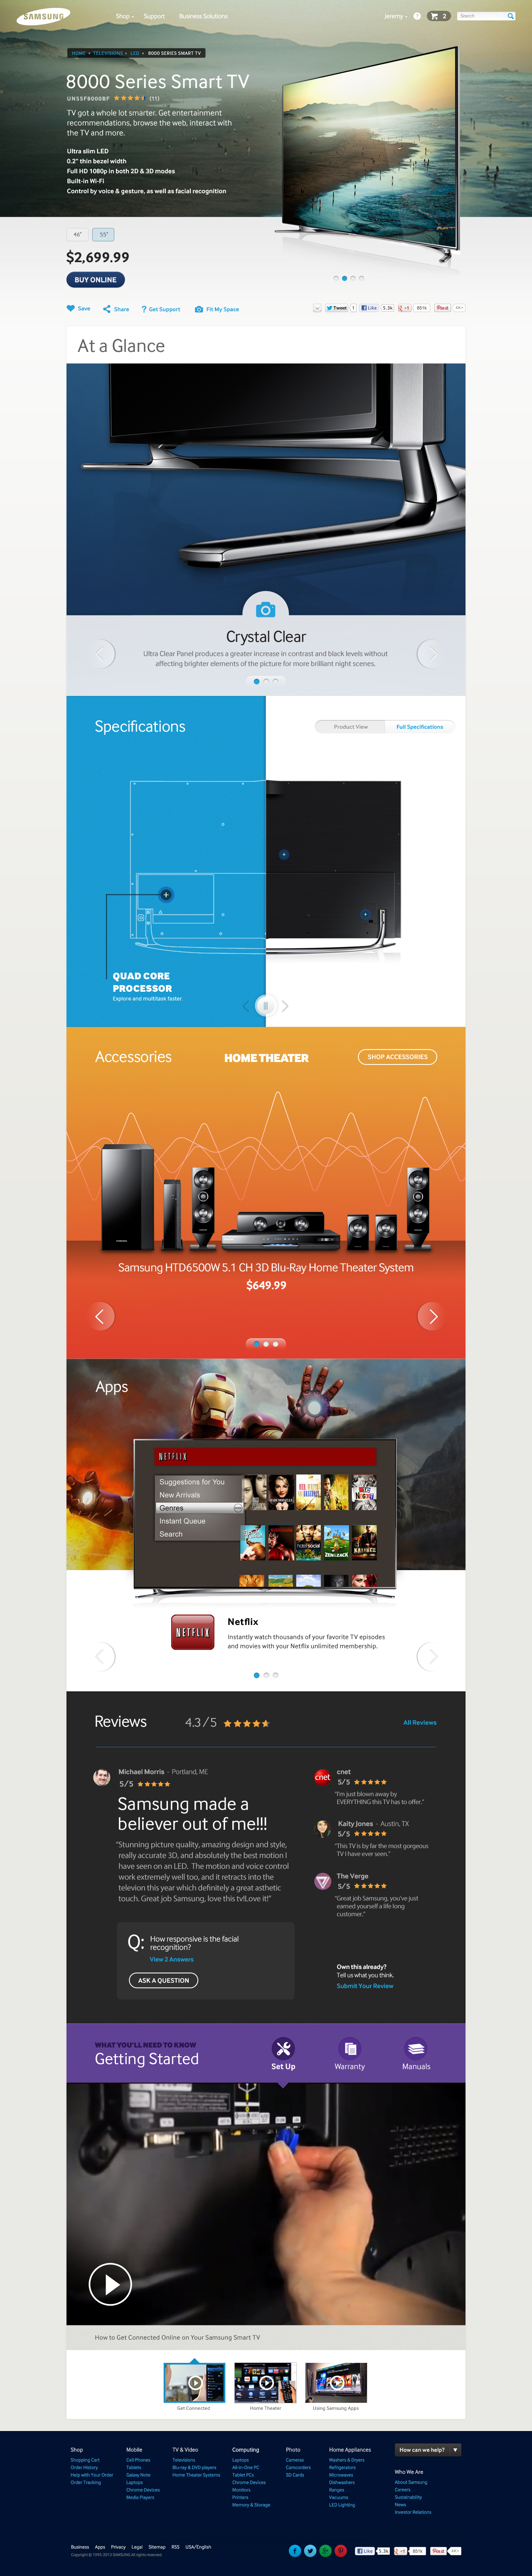 SAMSUNG
Shop
Support
Business Solutions
Jeremy
?
2
Search
HOME
TELEVISIONS
LED
8000 SERIES SMART TV
8000 Series Smart TV
UN55F8000BF
(11)
TV got a whole lot smarter. Get entertainment
recommendations, browse the web, interact with
the TV and more.
Ultra slim LED
0.2" thin bezel width
Full HD 1080p in both 2D & 3D modes
Built-in Wi-Fi
Control by voice & gesture, as well as facial recognition
46"
55"
$2,699.99
BUY ONLINE
Save
Share
? Get Support
Fit My Space
Tweet
1
Like
5.3k
+1
851k
Pin it
At a Glance
Crystal Clear
Ultra Clear Panel produces a greater increase in contrast and black levels without
affecting brighter elements of the picture for more brilliant night scenes.
Specifications
Product View
Full Specifications
QUAD CORE
PROCESSOR
Explore and multitask faster.
Accessories
HOME THEATER
SHOP ACCESSORIES
Samsung HTD6500W 5.1 CH 3D Blu-Ray Home Theater System
$649.99
Apps
NETFLIX
Suggestions for You
New Arrivals
Genres
Instant Queue
Search
NETFLIX
Netflix
Instantly watch thousands of your favorite TV episodes
and movies with your Netflix unlimited membership.
Reviews
4.3/5
All Reviews
Michael Morris - Portland, ME
5/5
Samsung made a
believer out of me!!!
"Stunning picture quality, amazing design and style,
really accurate 3D, and absolutely the best motion I
have seen on an LED. The motion and voice control
work extremely well too, and it retracts into the
television this year which definitely a great asthetic
touch. Great job Samsung, love this tv!Love it!"
cnet
cnet
5/5
"I'm just blown away by
EVERYTHING this TV has to offer."
Kaity Jones - Austin, TX
5/5
"This TV is by far the most gorgeous
TV I have ever seen."
The Verge
5/5
"Great job Samsung, you've just
earned yourself a life long
customer."
Q:
How responsive is the facial
recognition?
View 2 Answers
ASK A QUESTION
Own this already?
Tell us what you think.
Submit Your Review
WHAT YOU'LL NEED TO KNOW
Getting Started
Set Up
Warranty
Manuals
How to Get Connected Online on Your Samsung Smart TV
Get Connected
Home Theater
Using Samsung Apps
Shop
Shopping Cart
Order History
Help with Your Order
Order Tracking
Mobile
Cell Phones
Tablets
Galaxy Note
Laptops
Chrome Devices
Media Players
TV & Video
Televisions
Blu-ray & DVD players
Home Theater Systems
Computing
Laptops
All-in-One PC
Tablet PCs
Chrome Devices
Monitors
Printers
Memory & Storage
Photo
Cameras
Camcorders
SD Cards
Home Appliances
Washers & Dryers
Refrigerators
Microwaves
Dishwashers
Ranges
Vacuums
LED Lighting
How can we help?
Who We Are
About Samsung
Careers
Sustainability
News
Investor Relations
Business
Apps
Privacy
Legal
Sitemap
RSS
USA/English
Copyright © 1995-2013 SAMSUNG All rights reserved.
Like
5.3k
+1
851k
Pin it